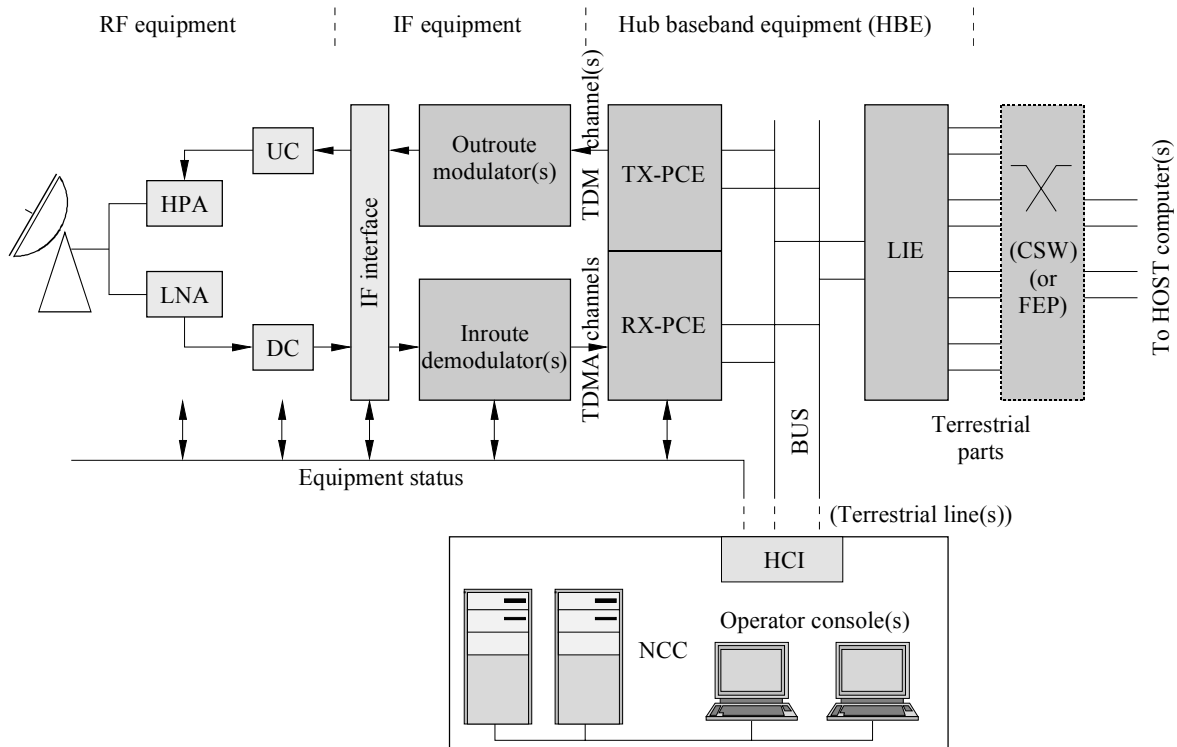 RF equipment
IF equipment
Hub baseband equipment (HBE)
UC
HPA
LNA
DC
IF interface
Outroute
modulator(s)
Inroute
demodulator(s)
TDM channel(s)
TDMA channels
TX-PCE
RX-PCE
BUS
LIE
(CSW)
(or
FEP)
To HOST computer(s)
Terrestrial
parts
Equipment status
(Terrestrial line(s))
HCI
Operator console(s)
NCC